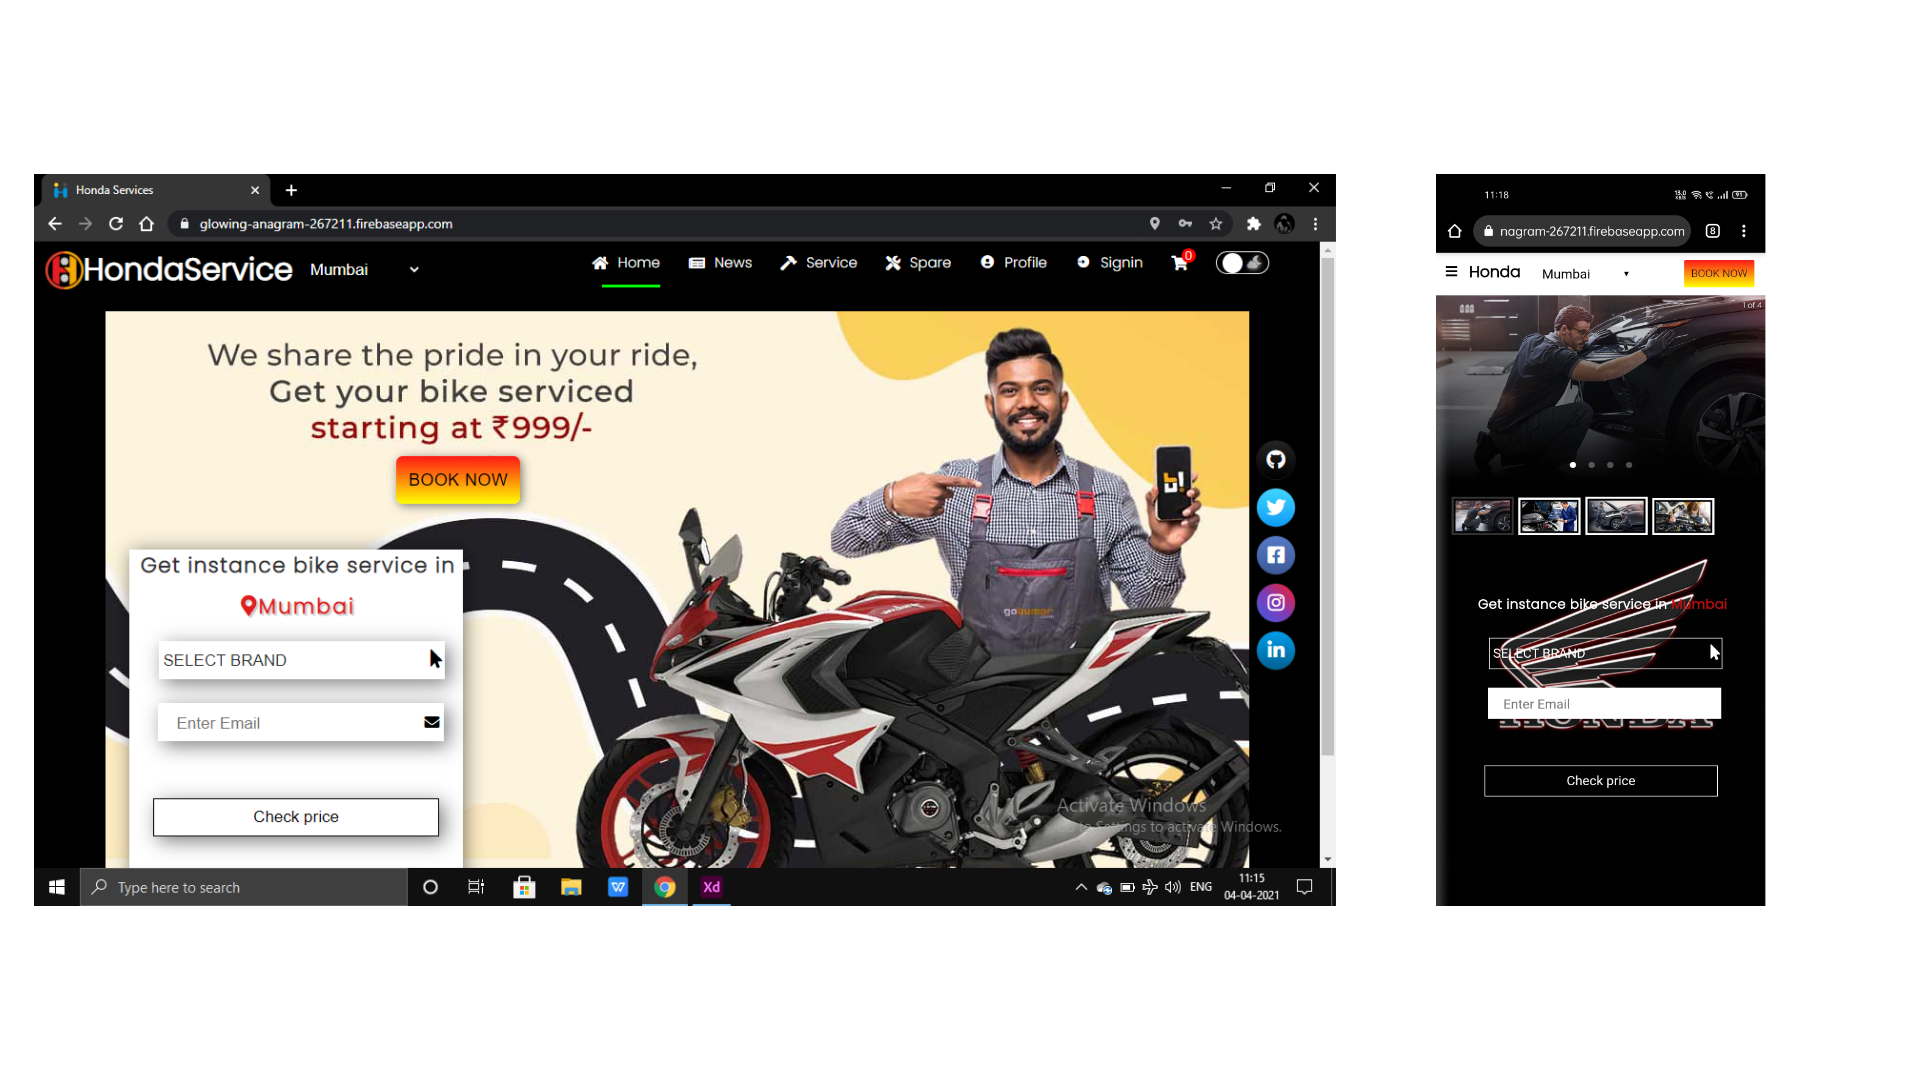 Honda Services
glowing-anagram-267211.firebaseapp.com
HondaService
Mumbai
Home
News
Service
Spare
Profile
Signin
0
We share the pride in your ride,
Get your bike serviced
starting at ₹999/-
BOOK NOW
Get instance bike service in
Mumbai
SELECT BRAND
Enter Email
Check price
Activate Windows
Go to Settings to activate Windows.
Type here to search
Xd
ENG
11:15
04-04-2021
11:18
91
nagram-267211.firebaseapp.com
8
Honda
Mumbai
BOOK NOW
1 of 4
Get instance bike service in Mumbai
SELECT BRAND
Enter Email
HONDA
Check price